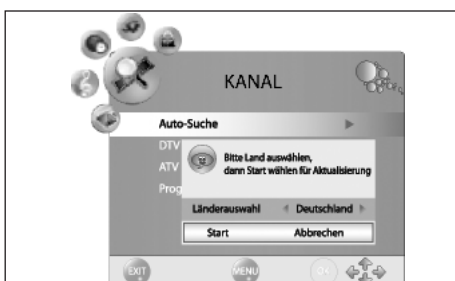 KANAL
Auto-Suche
DTV
ATV
Prog
Bitte Land auswählen,
dann Start wählen für Aktualisierung
Länderauswahl Deutschland
Start Abbrechen
EXIT MENU OK